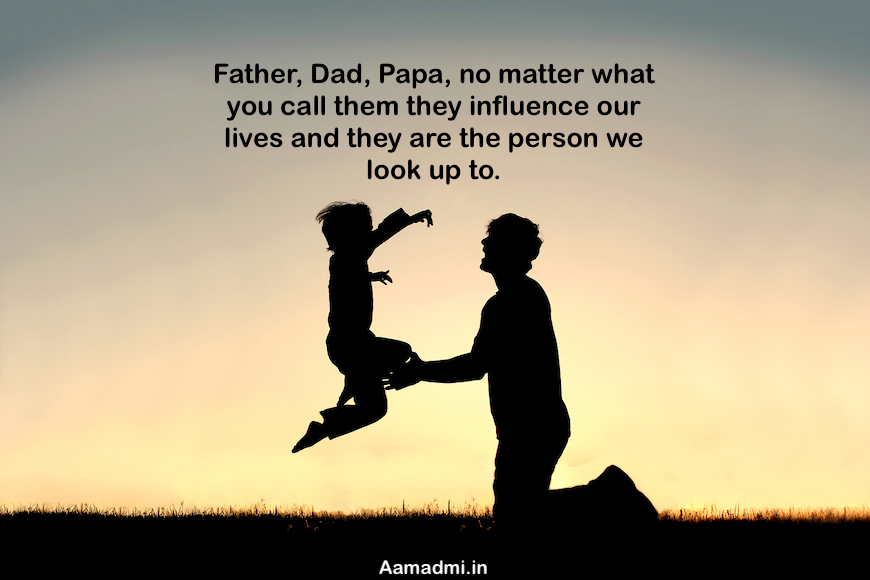 Father, Dad, Papa, no matter what
you call them they influence our
lives and they are the person we
look up to.
Aamadmi.in